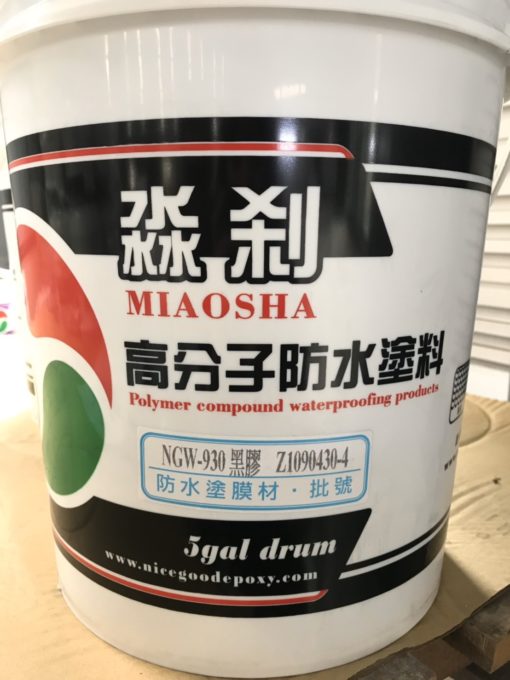 淼剎
MIAOSHA
高分子防水塗料
Polymer compound waterproofing products
NGW-930 黑膠 Z1090430-4
防水塗膜材・批號
5gal drum
www.nicegoodepoxy.com